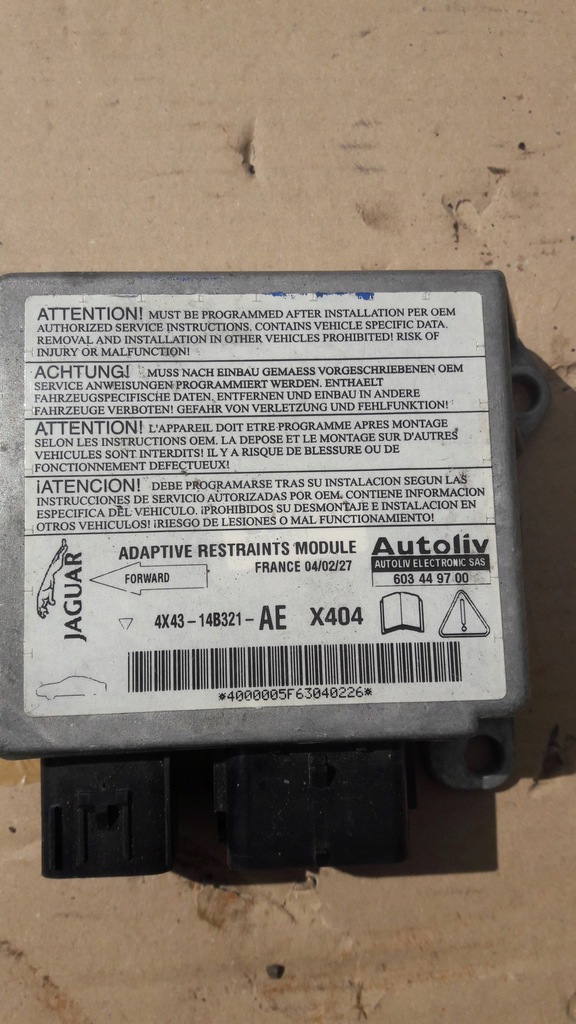 ATTENTION! MUST BE PROGRAMMED AFTER INSTALLATION PER OEM
AUTHORIZED SERVICE INSTRUCTIONS. CONTAINS VEHICLE SPECIFIC DATA.
REMOVAL AND INSTALLATION IN OTHER VEHICLES PROHIBITED! RISK OF
INJURY OR MALFUNCTION!
ACHTUNG! MUSS NACH EINBAU GEMAESS VORGESCHRIEBENEN OEM
SERVICE ANWEISUNGEN PROGRAMMIERT WERDEN. ENTHAELT
FAHRZEUGSPEZIFISCHE DATEN, ENTFERNEN UND EINBAU IN ANDERE
FAHRZEUGE VERBOTEN! GEFAHR VON VERLETZUNG UND FEHLFUNKTION!
ATTENTION! L'APPAREIL DOIT ETRE PROGRAMME APRES MONTAGE
SELON LES INSTRUCTIONS OEM. LA DEPOSE ET LE MONTAGE SUR D'AUTRES
VEHICULES SONT INTERDITS! IL Y A RISQUE DE BLESSURE OU DE
FONCTIONNEMENT DEFECTUEUX!
¡ATENCION! DEBE PROGRAMARSE TRAS SU INSTALACION SEGUN LAS
INSTRUCCIONES DE SERVICIO AUTORIZADAS POR OEM. CONTIENE INFORMACION
ESPECIFICA DEL VEHICULO. ¡PROHIBIDOS SU DESMONTAJE E INSTALACION EN
OTROS VEHICULOS! ¡RIESGO DE LESIONES O MAL FUNCIONAMIENTO!
JAGUAR
FORWARD
ADAPTIVE RESTRAINTS MODULE
FRANCE 04/02/27
Autoliv
AUTOLIV ELECTRONIC SAS
603 44 97 00
4X43-14B321-AE X404
*4000005F63040226*